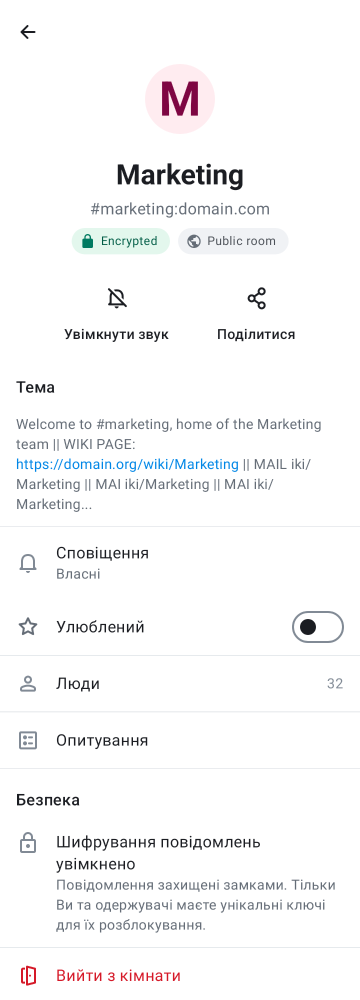 M
Marketing
#marketing:domain.com
Encrypted Public room
Увімкнути звук Поділитися
Тема
Welcome to #marketing, home of the Marketing
team || WIKI PAGE:
https://domain.org/wiki/Marketing || MAIL iki/
Marketing || MAI iki/Marketing || MAI iki/
Marketing...
Сповіщення
Власні
Улюблений
Люди 32
Опитування
Безпека
Шифрування повідомлень
увімкнено
Повідомлення захищені замками. Тільки
Ви та одержувачі маєте унікальні ключі
для їх розблокування.
Вийти з кімнати